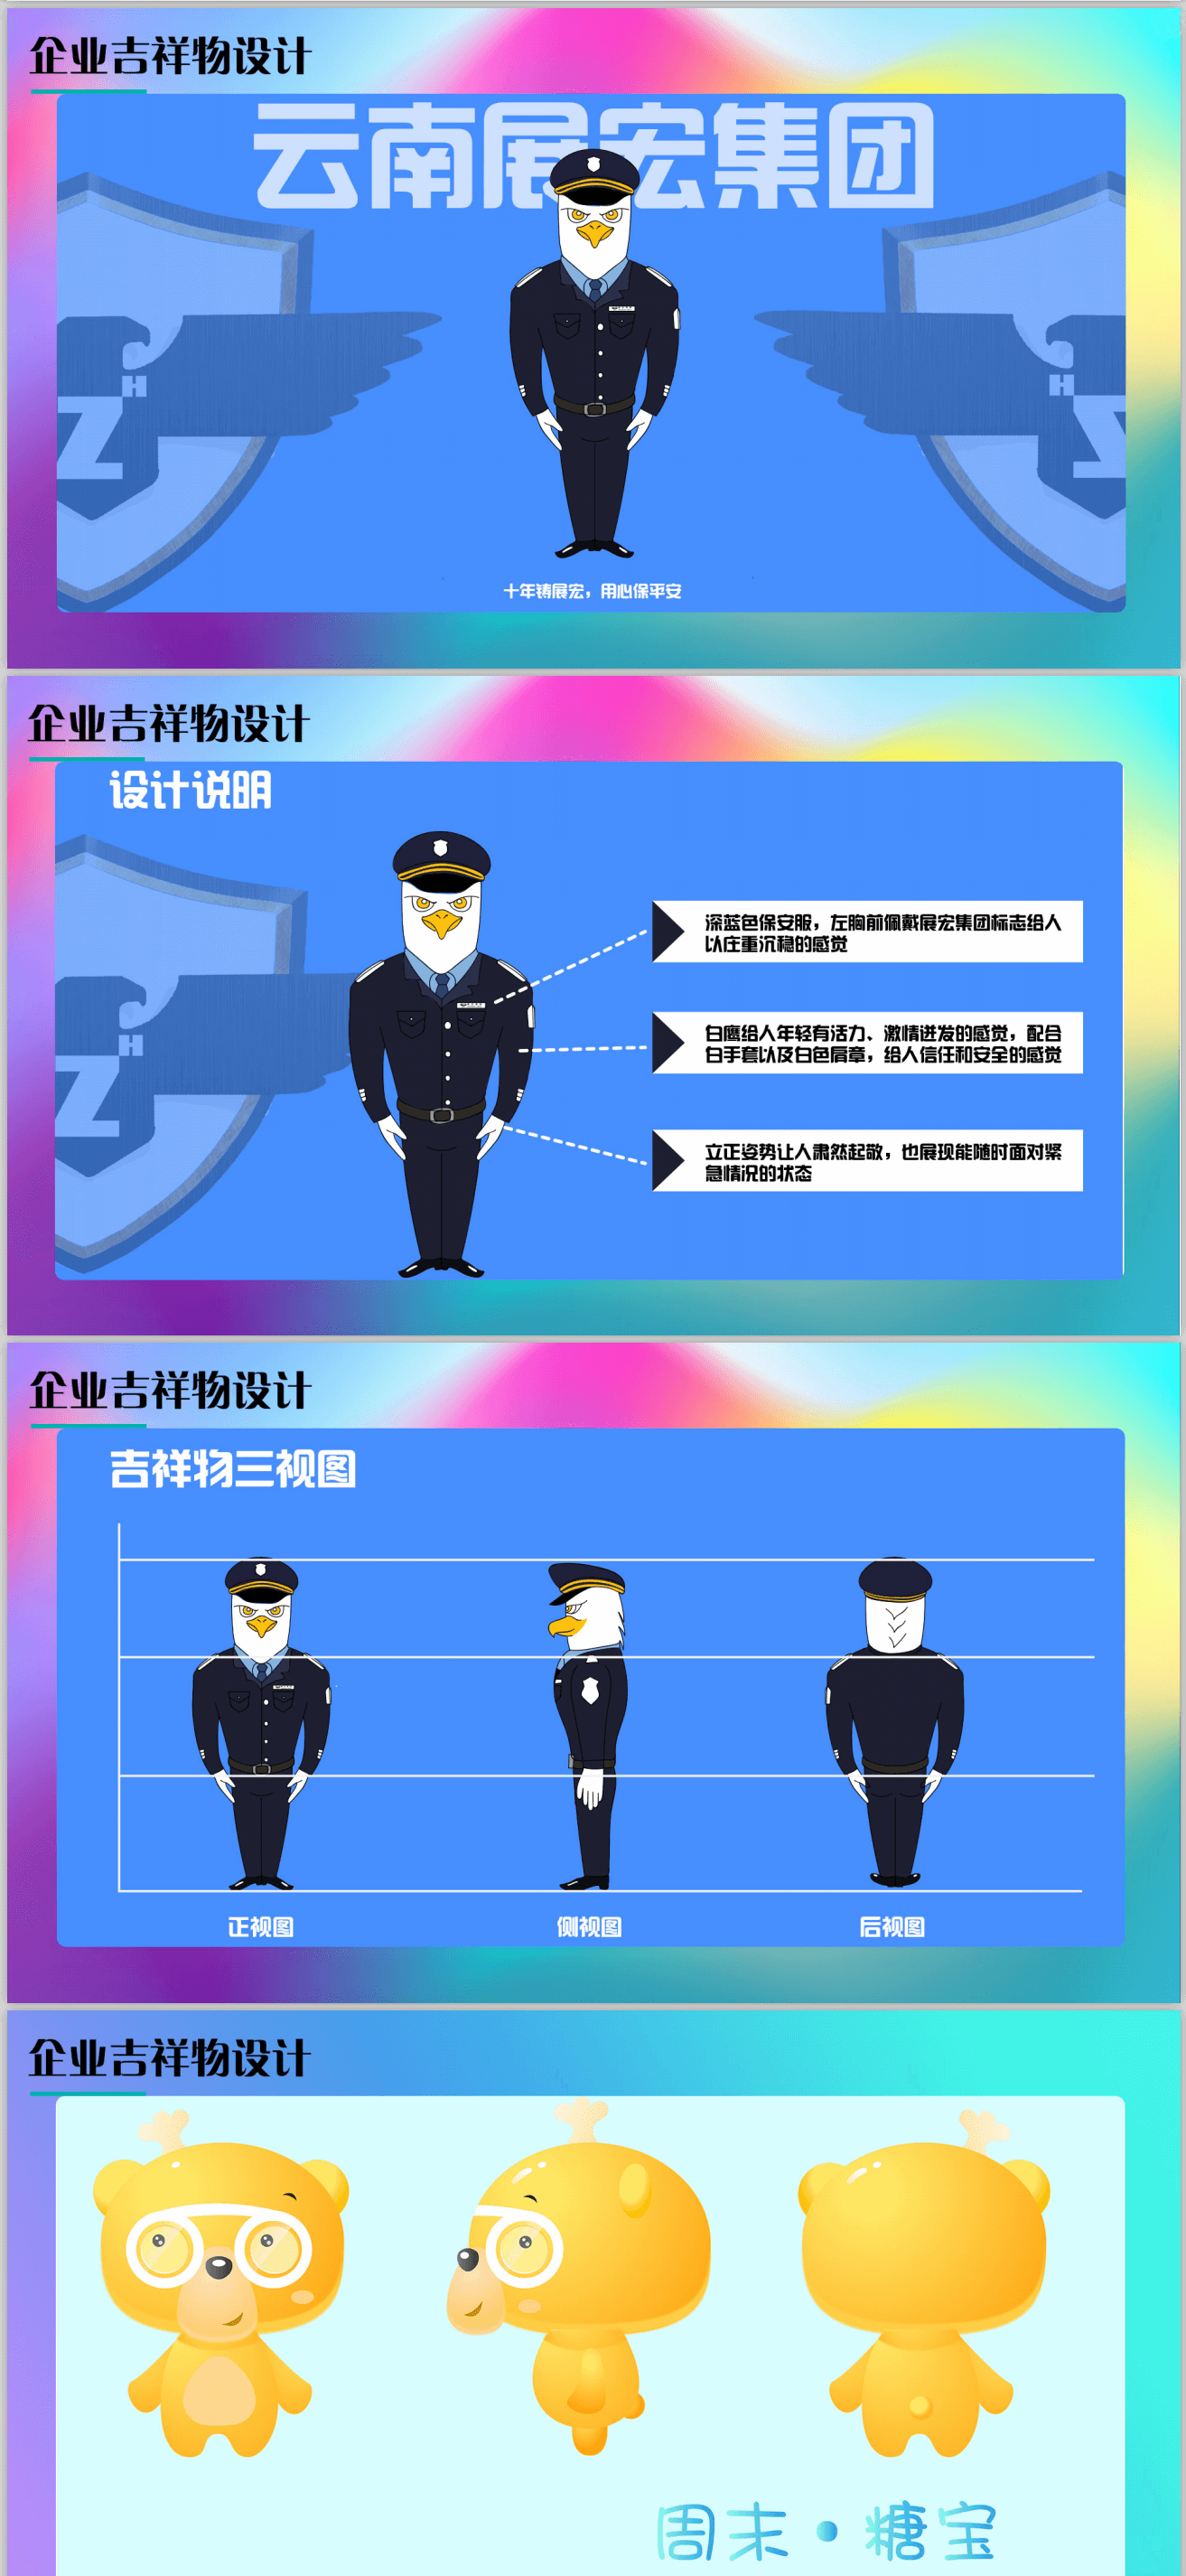 企业吉祥物设计
云南展宏集团
Z
H
H
Z
十年铸展宏，用心保平安
企业吉祥物设计
设计说明
深蓝色保安服，左胸前佩戴展宏集团标志给人
以庄重沉稳的感觉
白鹰给人年轻有活力、激情迸发的感觉，配合
白手套以及白色肩章，给人信任和安全的感觉
立正姿势让人肃然起敬，也展现能随时面对紧
急情况的状态
H
Z
企业吉祥物设计
吉祥物三视图
正视图
侧视图
后视图
企业吉祥物设计
周末·糖宝